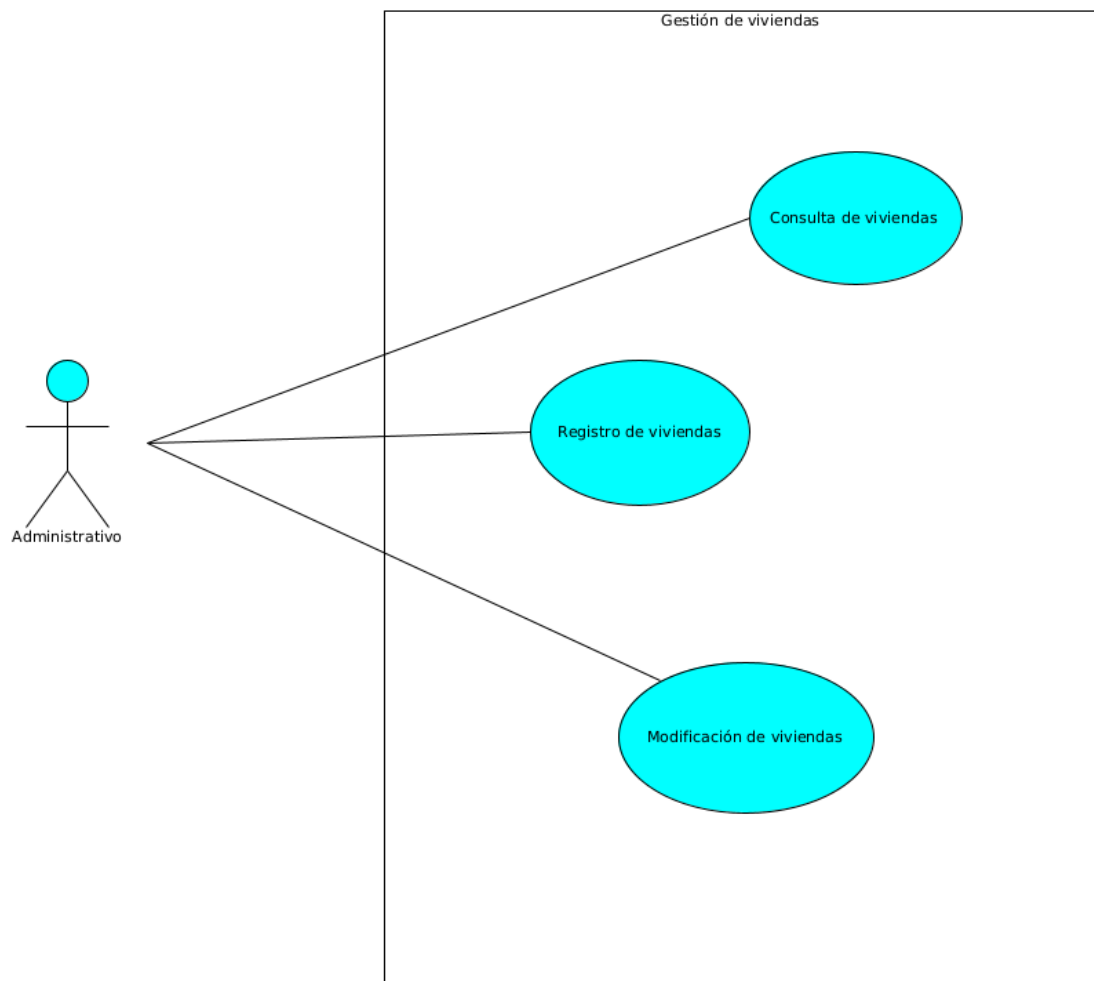 Gestión de viviendas
Consulta de viviendas
Registro de viviendas
Administrativo
Modificación de viviendas